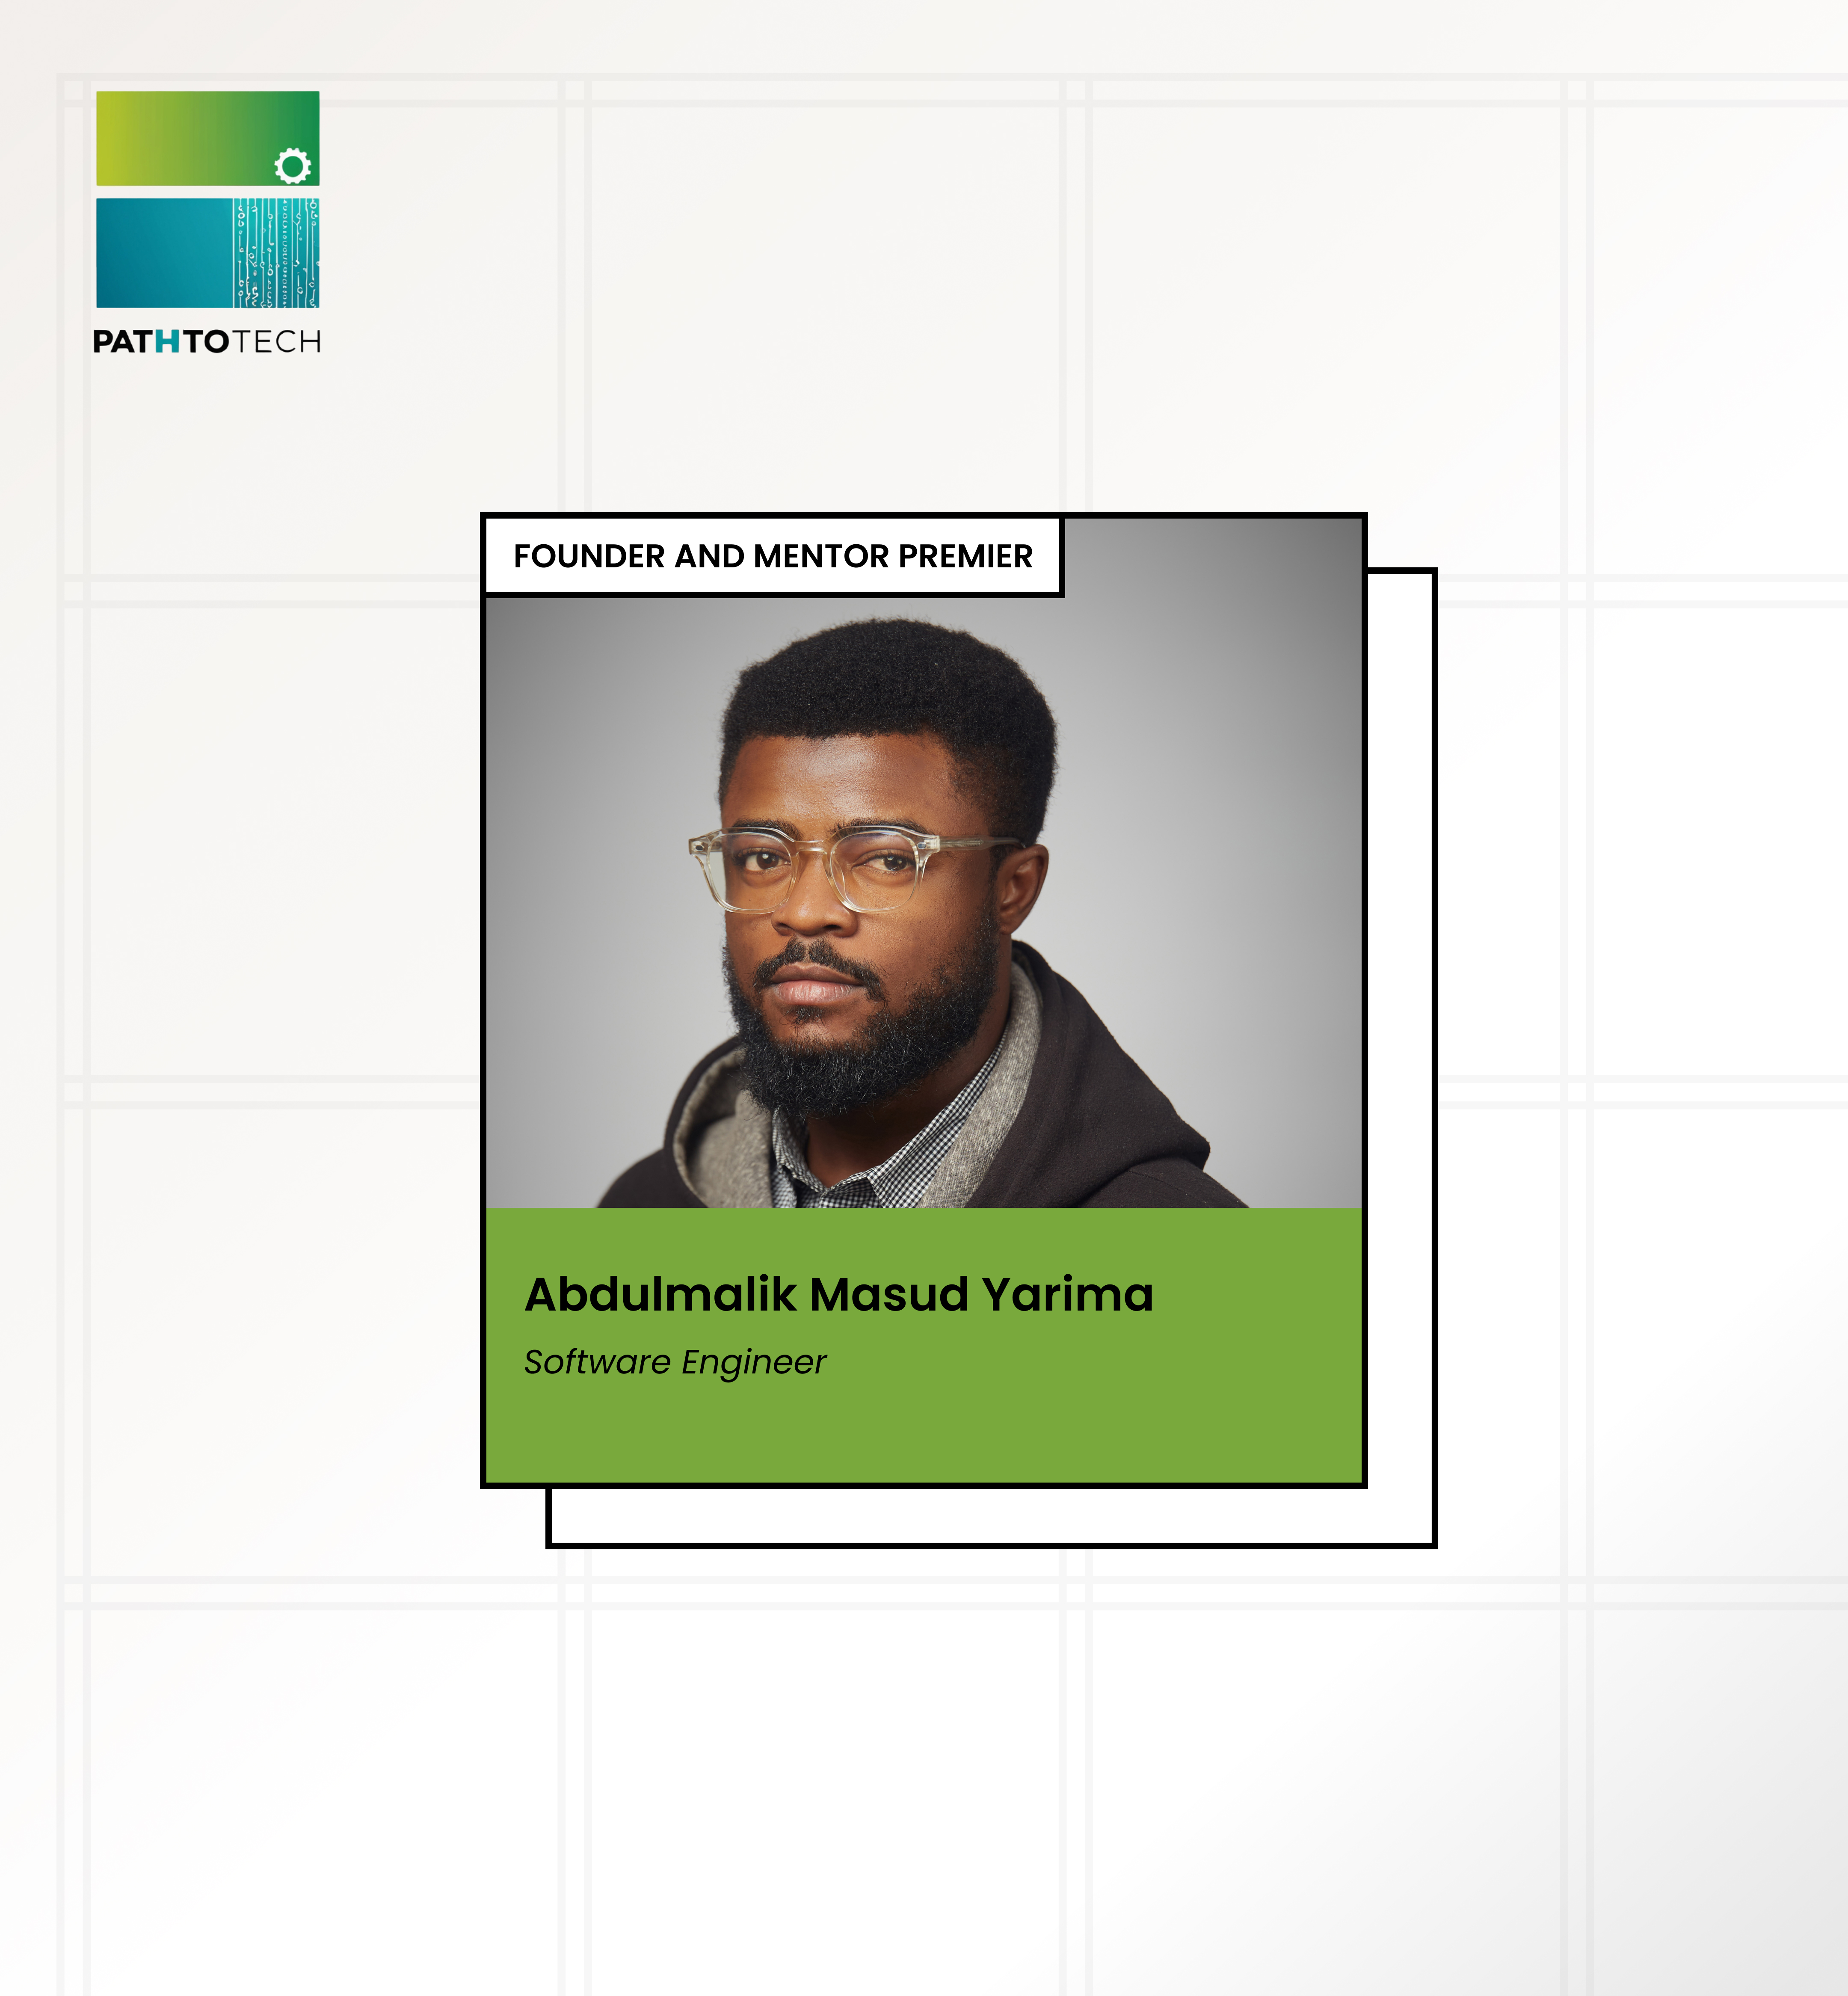 PATHTOTECH
FOUNDER AND MENTOR PREMIER
Abdulmalik Masud Yarima
Software Engineer